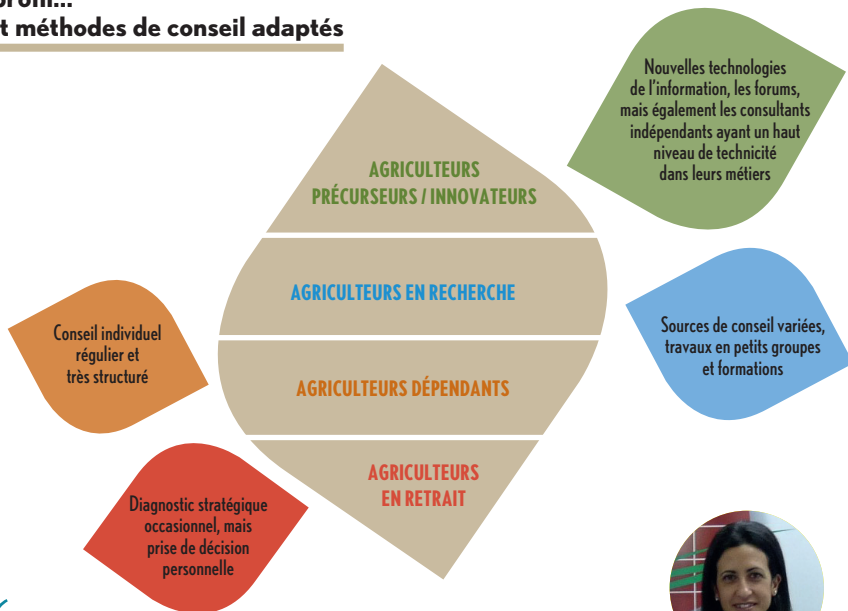 t méthodes de conseil adaptés
Nouvelles technologies
de l'information, les forums,
mais également les consultants
indépendants ayant un haut
niveau de technicité
dans leurs métiers
AGRICULTEURS
PRÉCURSEURS / INNOVATEURS
AGRICULTEURS EN RECHERCHE
Sources de conseil variées,
travaux en petits groupes
et formations
Conseil individuel
régulier et
très structuré
AGRICULTEURS DÉPENDANTS
AGRICULTEURS
EN RETRAIT
Diagnostic stratégique
occasionnel, mais
prise de décision
personnelle